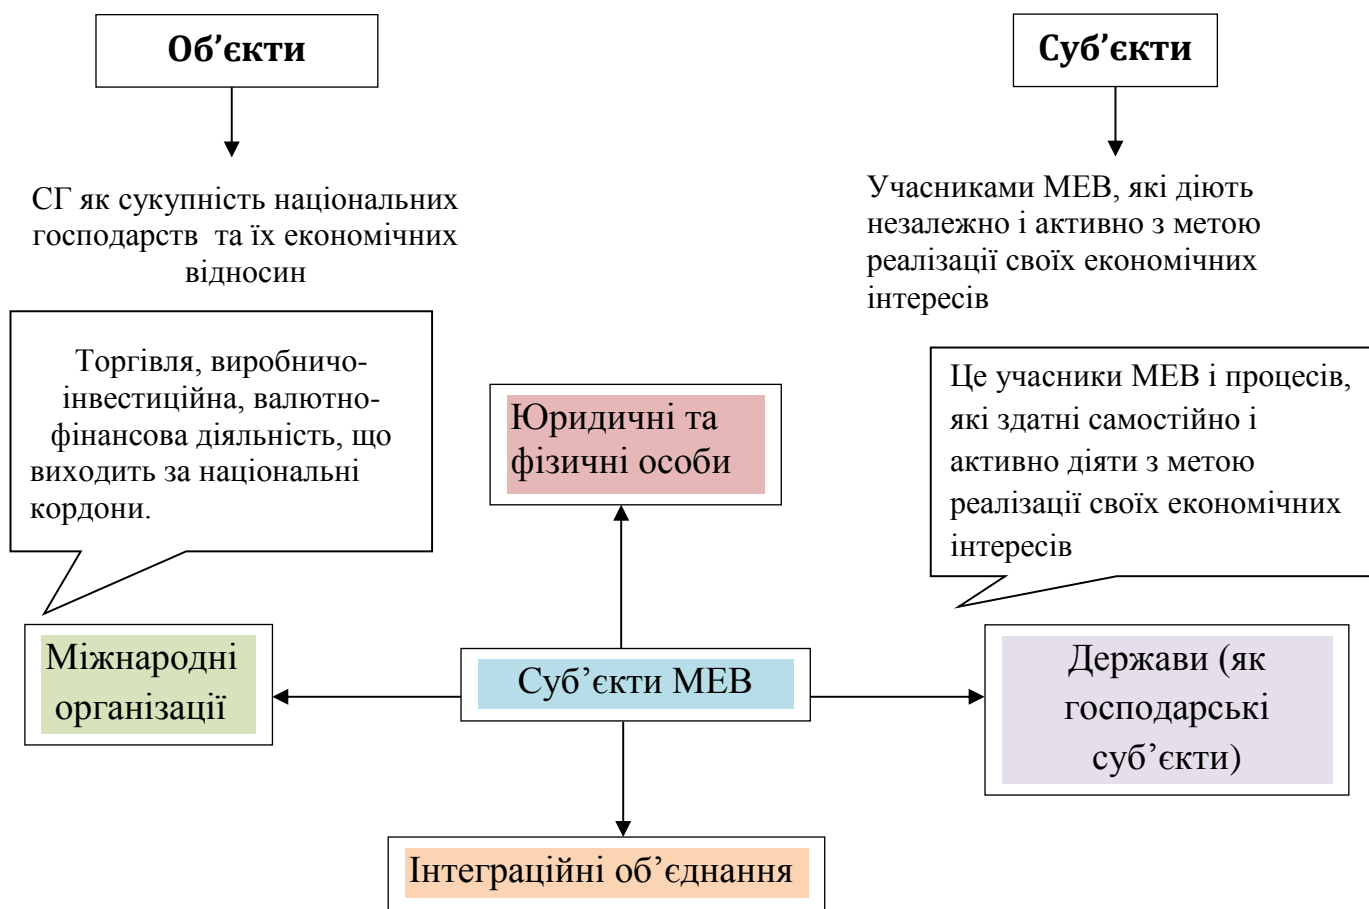 Об’єкти
Суб’єкти
СГ як сукупність національних
господарств та їх економічних
відносин
Учасниками МЕВ, які діють
незалежно і активно з метою
реалізації своїх економічних
інтересів
Торгівля, виробничо-
інвестиційна, валютно-
фінансова діяльність, що
виходить за національні
кордони.
Юридичні та
фізичні особи
Це учасники МЕВ і процесів,
які здатні самостійно і
активно діяти з метою
реалізації своїх економічних
інтересів
Міжнародні
організації
Суб’єкти МЕВ
Держави (як
господарські
суб’єкти)
Інтеграційні об’єднання